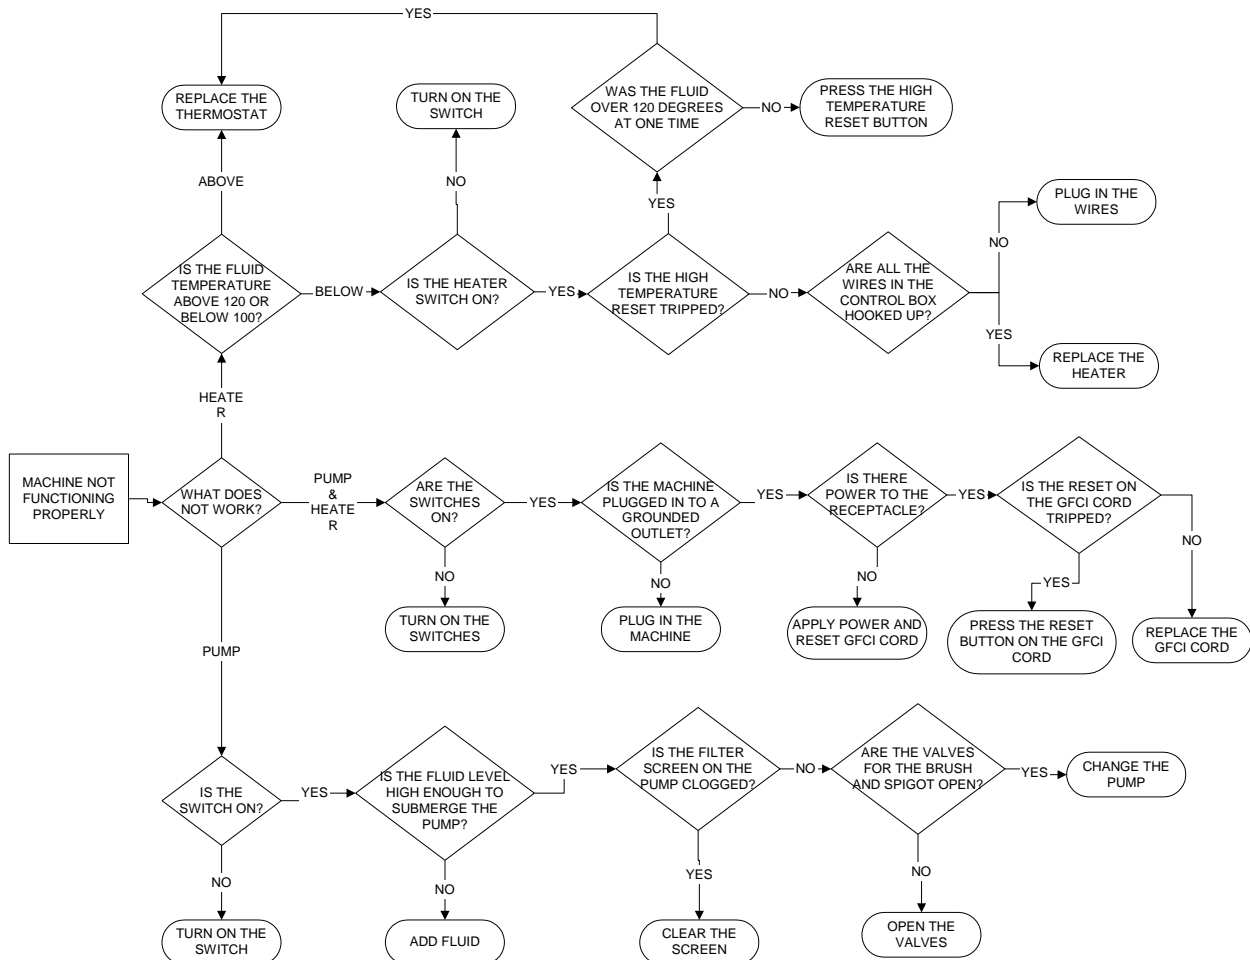 YES
REPLACE THE
THERMOSTAT
TURN ON THE
SWITCH
WAS THE FLUID
OVER 120 DEGREES
AT ONE TIME
NO
PRESS THE HIGH
TEMPERATURE
RESET BUTTON
ABOVE
NO
YES
PLUG IN THE
WIRES
IS THE FLUID
TEMPERATURE
ABOVE 120 OR
BELOW 100?
BELOW
IS THE HEATER
SWITCH ON?
YES
IS THE HIGH
TEMPERATURE
RESET TRIPPED?
NO
ARE ALL THE
WIRES IN THE
CONTROL BOX
HOOKED UP?
NO
YES
REPLACE THE
HEATER
HEATE
R
MACHINE NOT
FUNCTIONING
PROPERLY
WHAT DOES
NOT WORK?
PUMP
&
HEATE
R
ARE THE
SWITCHES
ON?
YES
IS THE MACHINE
PLUGGED IN TO A
GROUNDED
OUTLET?
YES
IS THERE
POWER TO THE
RECEPTACLE?
YES
IS THE RESET ON
THE GFCI CORD
TRIPPED?
NO
NO
NO
NO
YES
TURN ON THE
SWITCHES
PLUG IN THE
MACHINE
APPLY POWER AND
RESET GFCI CORD
PRESS THE RESET
BUTTON ON THE GFCI
CORD
REPLACE THE
GFCI CORD
PUMP
IS THE
SWITCH ON?
YES
IS THE FLUID LEVEL
HIGH ENOUGH TO
SUBMERGE THE
PUMP?
YES
IS THE FILTER
SCREEN ON THE
PUMP CLOGGED?
NO
ARE THE VALVES
FOR THE BRUSH
AND SPIGOT OPEN?
YES
CHANGE THE
PUMP
NO
NO
YES
NO
TURN ON THE
SWITCH
ADD FLUID
CLEAR THE
SCREEN
OPEN THE
VALVES